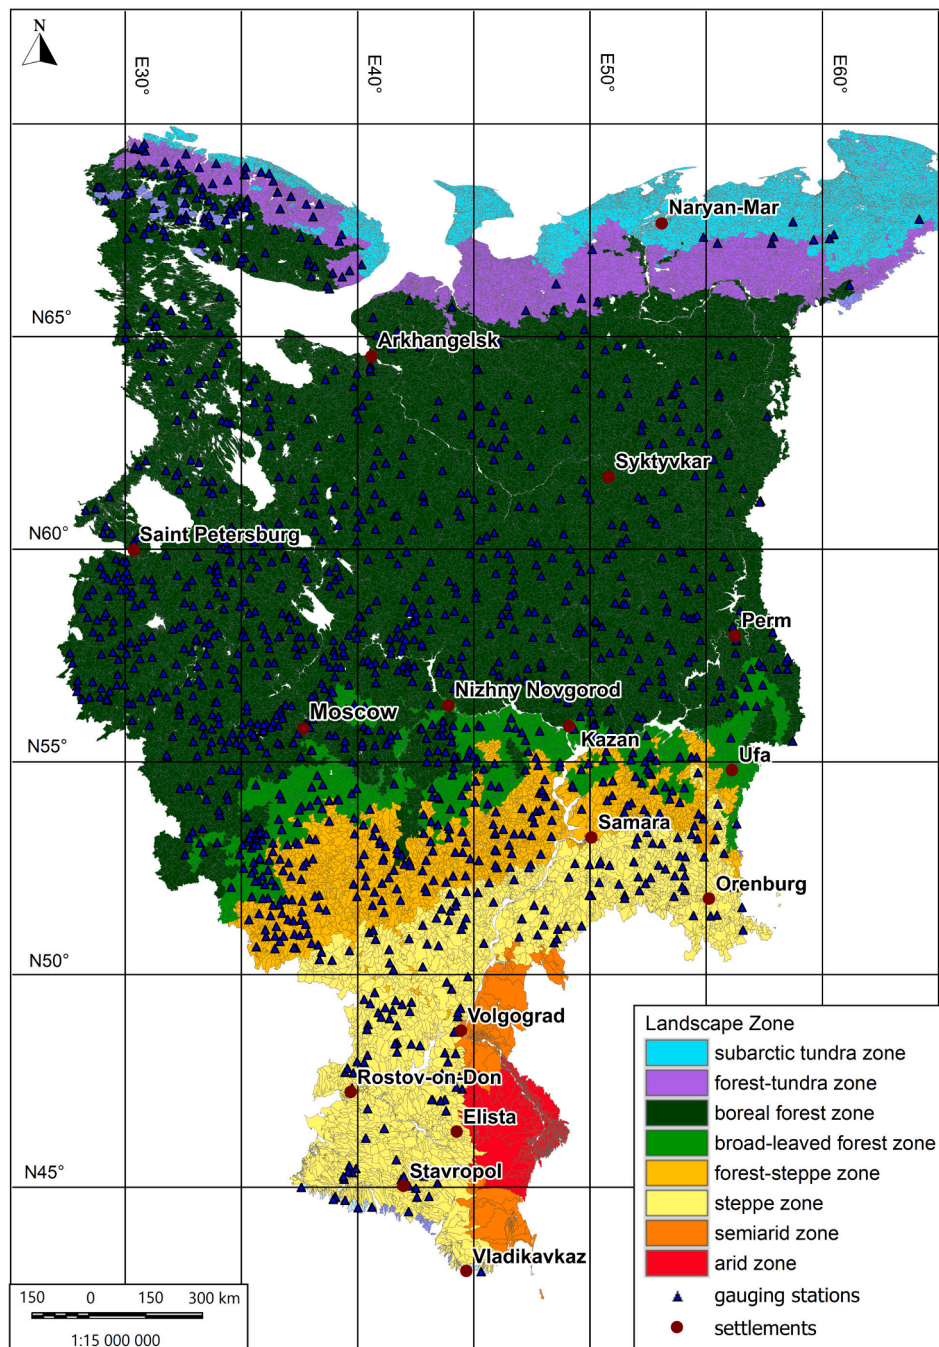 N
E30°
E40°
E50°
E60°
Naryan-Mar
N65°
Arkhangelsk
Syktyvkar
N60°
Saint Petersburg
Perm
Nizhny Novgorod
Moscow
Kazan
N55°
Ufa
Samara
Orenburg
N50°
Volgograd
Rostov-on-Don
Elista
N45°
Stavropol
Vladikavkaz
Landscape Zone
subarctic tundra zone
forest-tundra zone
boreal forest zone
broad-leaved forest zone
forest-steppe zone
steppe zone
semiarid zone
arid zone
gauging stations
settlements
150 0 150 300 km
1:15 000 000